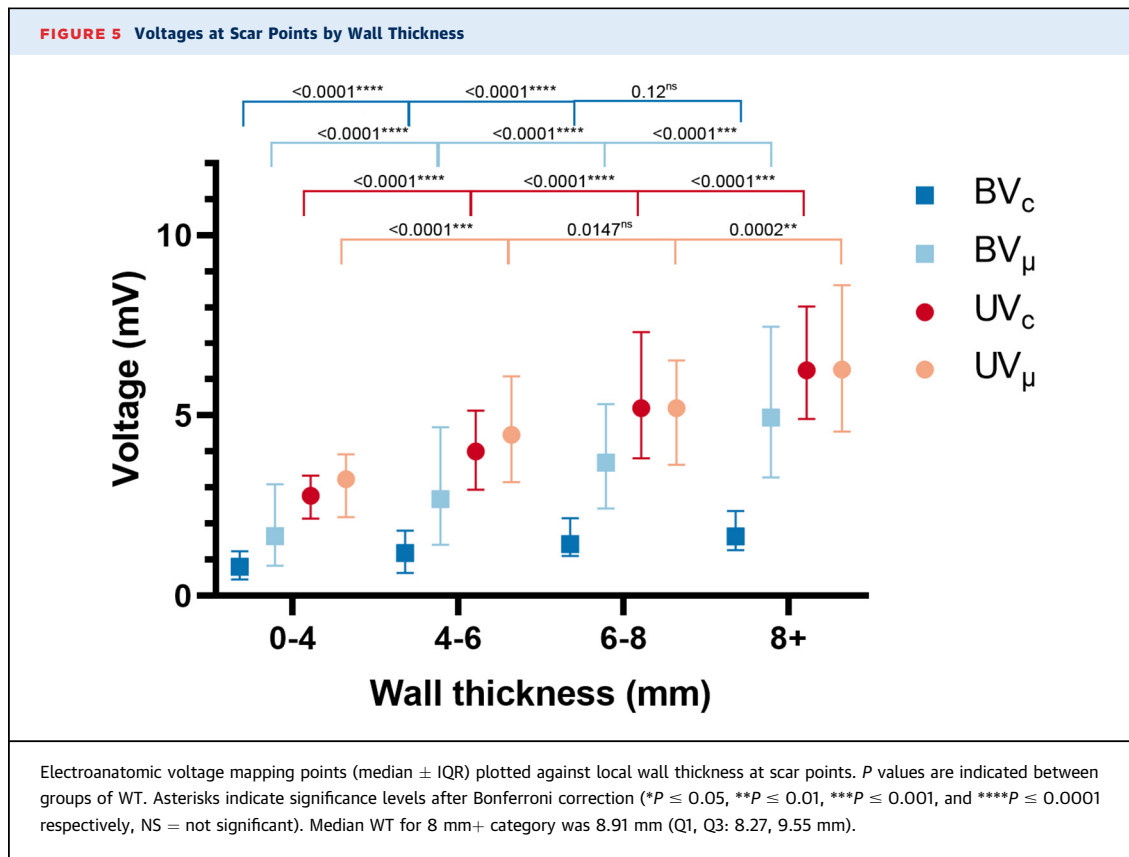 FIGURE 5 Voltages at Scar Points by Wall Thickness
<0.0001**** <0.0001**** 0.12ns
<0.0001**** <0.0001**** <0.0001***
<0.0001**** <0.0001**** <0.0001***
<0.0001*** 0.0147ns 0.0002**
10
5
0
Voltage (mV)
BVc
BVμ
UVc
UVμ
0-4 4-6 6-8 8+
Wall thickness (mm)
Electroanatomic voltage mapping points (median ± IQR) plotted against local wall thickness at scar points. P values are indicated between
groups of WT. Asterisks indicate significance levels after Bonferroni correction (*P ≤ 0.05, **P ≤ 0.01, ***P ≤ 0.001, and ****P ≤ 0.0001
respectively, NS = not significant). Median WT for 8 mm+ category was 8.91 mm (Q1, Q3: 8.27, 9.55 mm).